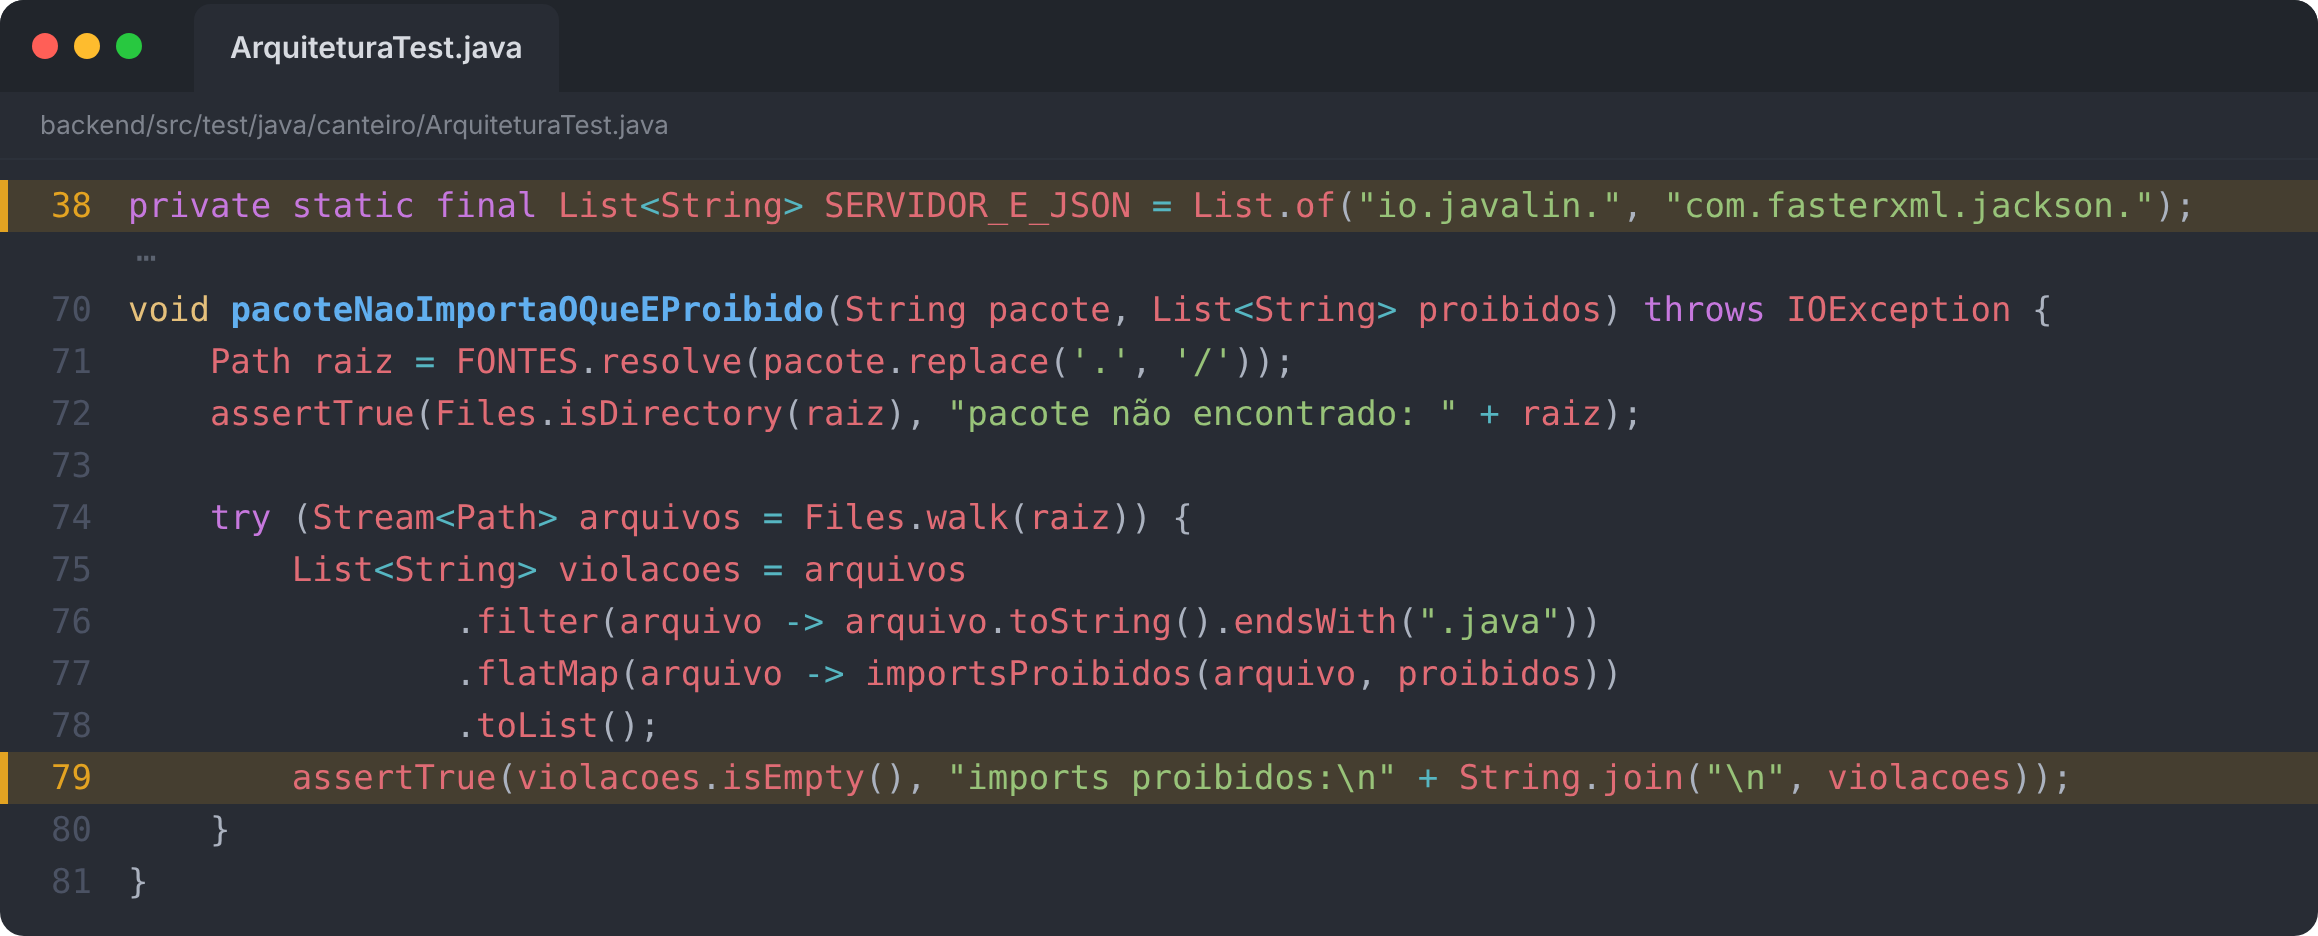 ArquiteturaTest.java
backend/src/test/java/canteiro/ArquiteturaTest.java
38 private static final List<String> SERVIDOR_E_JSON = List.of("io.javalin.", "com.fasterxml.jackson.");
…
70 void pacoteNaoImportaOQueEProibido(String pacote, List<String> proibidos) throws IOException {
71     Path raiz = FONTES.resolve(pacote.replace('.', '/'));
72     assertTrue(Files.isDirectory(raiz), "pacote não encontrado: " + raiz);
73
74     try (Stream<Path> arquivos = Files.walk(raiz)) {
75         List<String> violacoes = arquivos
76                 .filter(arquivo -> arquivo.toString().endsWith(".java"))
77                 .flatMap(arquivo -> importsProibidos(arquivo, proibidos))
78                 .toList();
79         assertTrue(violacoes.isEmpty(), "imports proibidos:\n" + String.join("\n", violacoes));
80     }
81 }